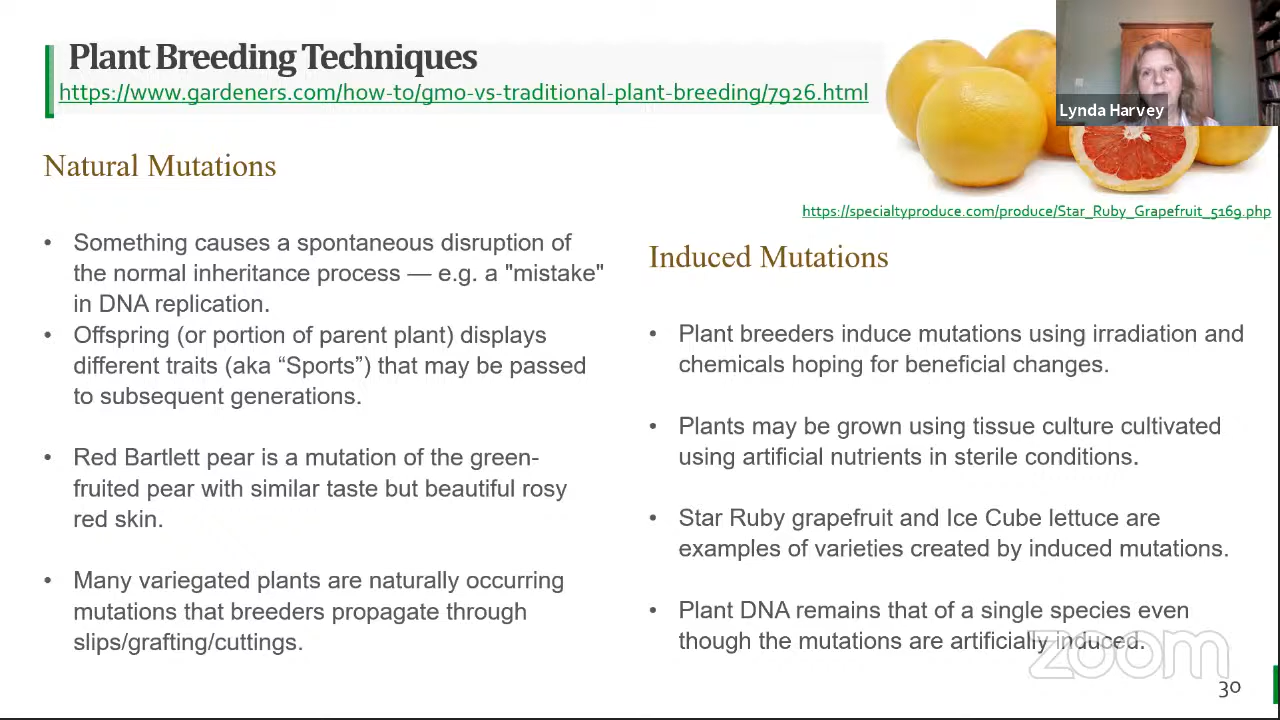 Plant Breeding Techniques
https://www.gardeners.com/how-to/gmo-vs-traditional-plant-breeding/7926.html
Lynda Harvey
https://specialtyproduce.com/produce/Star_Ruby_Grapefruit_5169.php
Natural Mutations
• Something causes a spontaneous disruption of
the normal inheritance process — e.g. a "mistake"
in DNA replication.
• Offspring (or portion of parent plant) displays
different traits (aka “Sports”) that may be passed
to subsequent generations.
• Red Bartlett pear is a mutation of the green-
fruited pear with similar taste but beautiful rosy
red skin.
• Many variegated plants are naturally occurring
mutations that breeders propagate through
slips/grafting/cuttings.
Induced Mutations
• Plant breeders induce mutations using irradiation and
chemicals hoping for beneficial changes.
• Plants may be grown using tissue culture cultivated
using artificial nutrients in sterile conditions.
• Star Ruby grapefruit and Ice Cube lettuce are
examples of varieties created by induced mutations.
• Plant DNA remains that of a single species even
though the mutations are artificially induced.
zoom
30